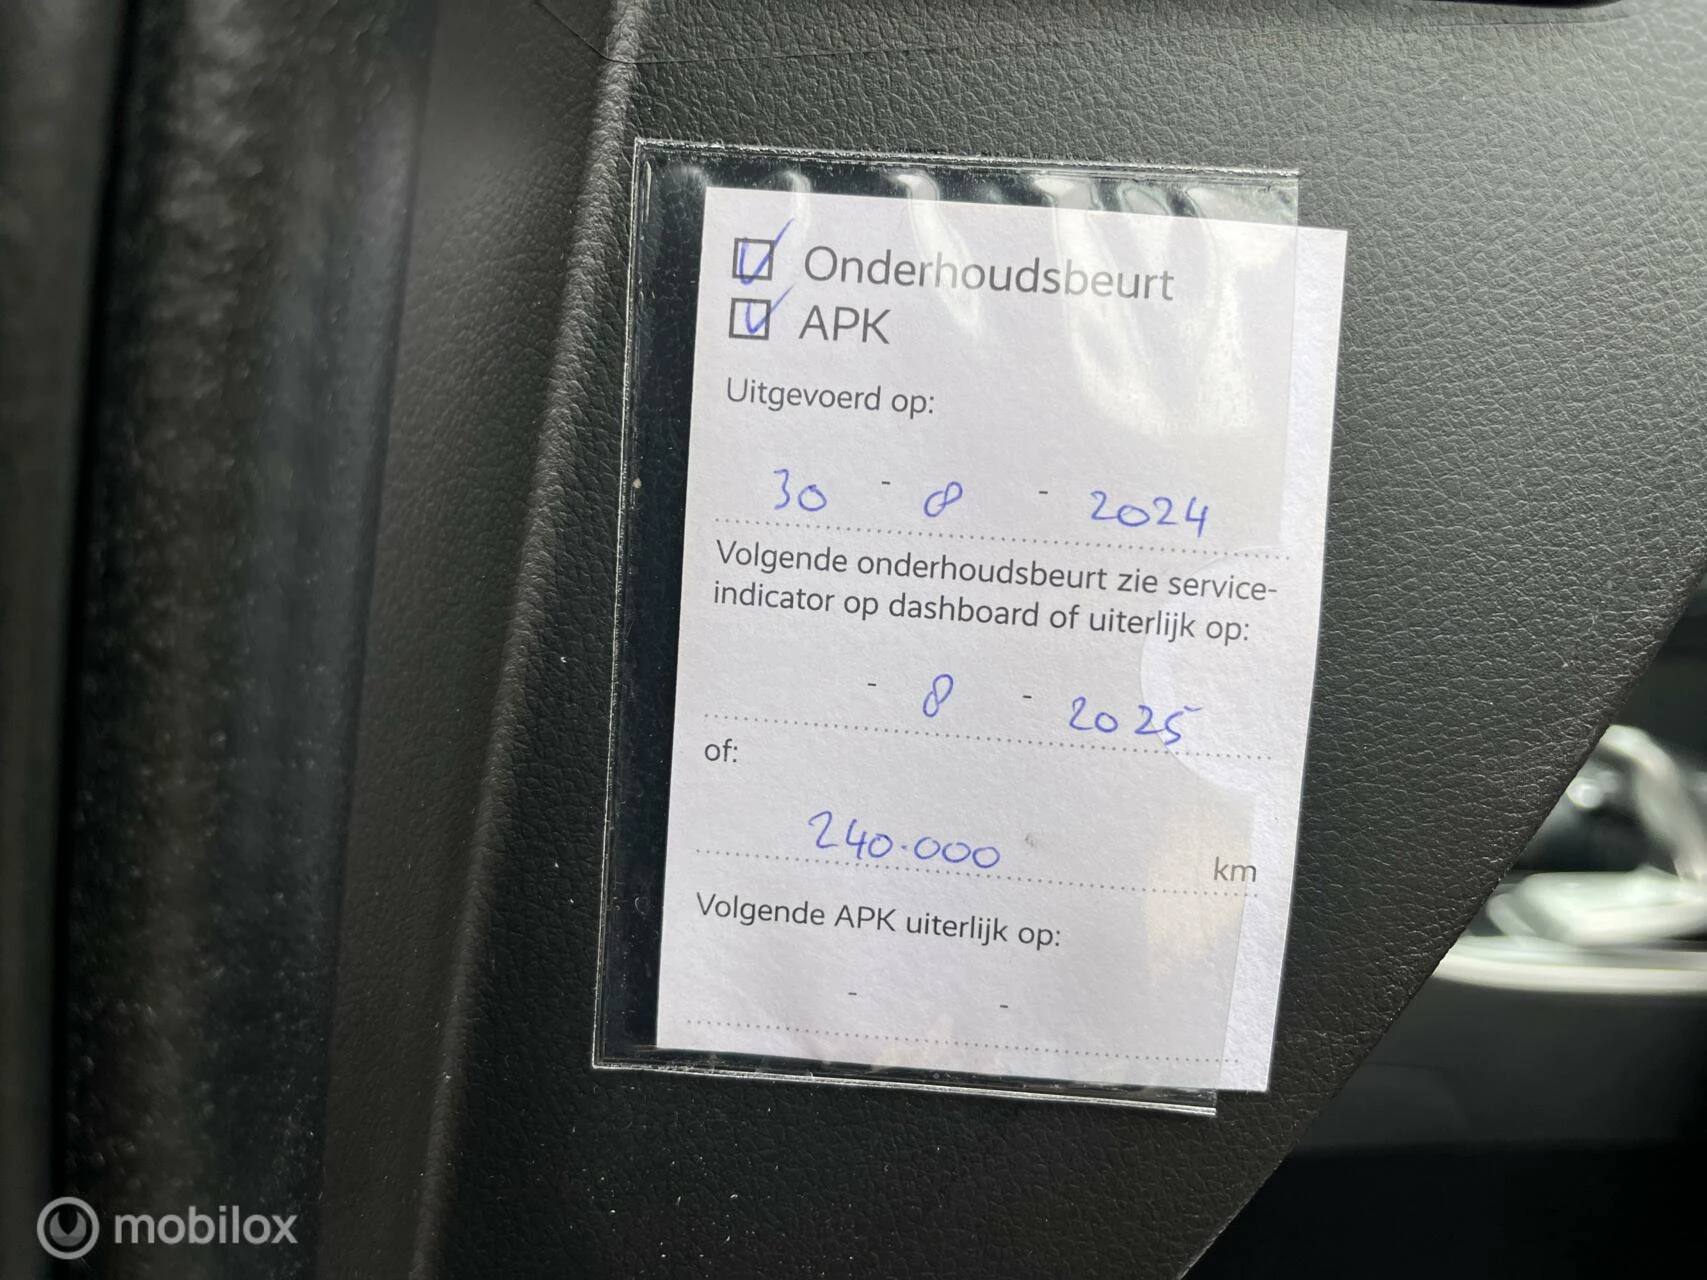 Onderhoudsbeurt
APK
Uitgevoerd op:
30 - 8 - 2024
Volgende onderhoudsbeurt zie service-
indicator op dashboard of uiterlijk op:
- 8 - 2025
of:
240.000 km
Volgende APK uiterlijk op:
- -
mobilox